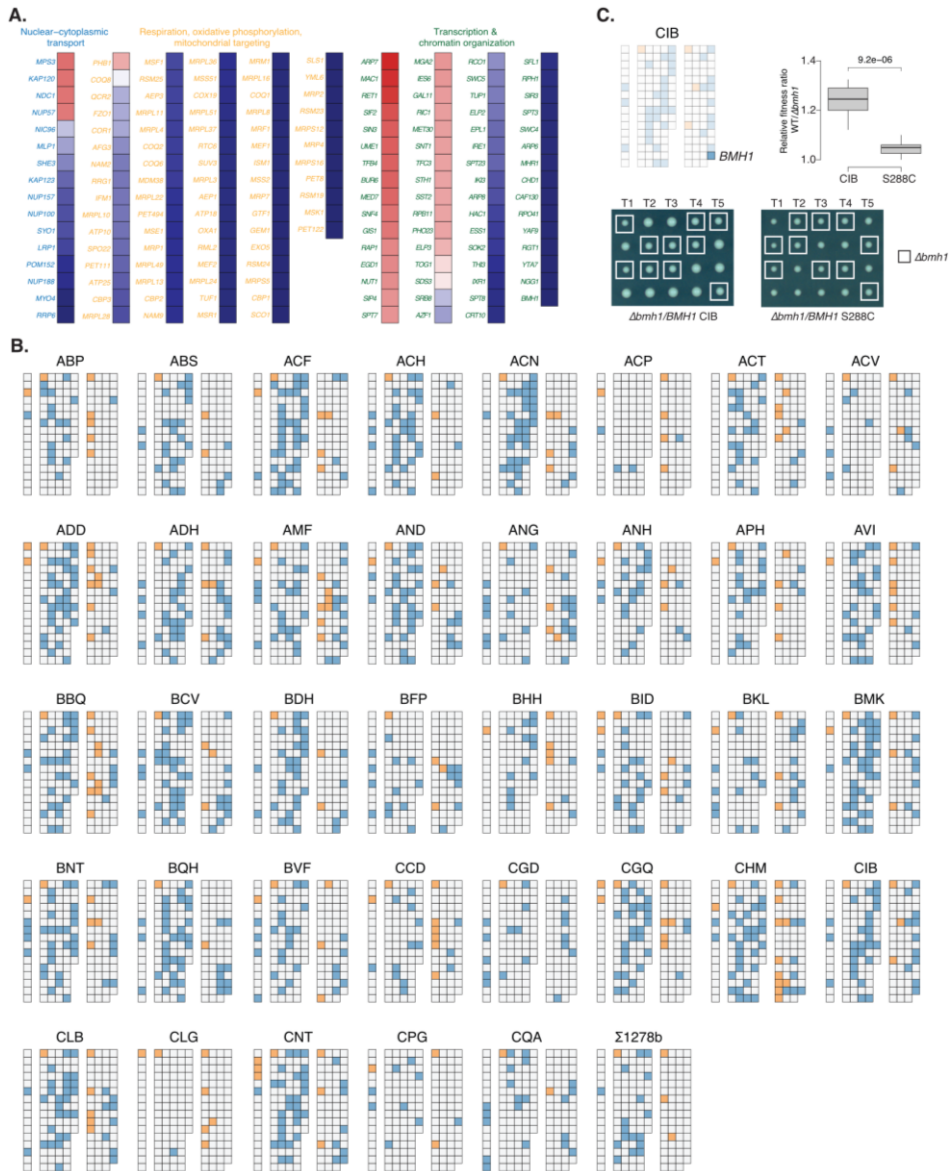 A.
Nuclear–cytoplasmic
transport
MPS3
KAP120
NDC1
NUP57
NIC96
MLP1
SHE3
KAP123
NUP157
NUP100
SYO1
LRP1
POM152
NUP188
MYO4
RRP6
Respiration, oxidative phosphorylation,
mitochondrial targeting
PHB1
COQ8
QCR2
FZO1
COR1
AFG3
NAM2
RRG1
IFM1
MRPL10
ATP10
SPO22
PET111
ATP25
CBP3
MRPL28
MSF1
RSM25
AEP3
MRPL11
MRPL4
COQ2
COQ6
MDM38
MRPL22
PET494
MSE1
MRP1
MRPL49
MRPL13
CBP2
NAM9
MRPL36
MSS51
COX19
MRPL51
MRPL37
RTC6
SUV3
MRPL3
AEP1
ATP18
OXA1
RML2
MEF2
MRPL24
TUF1
MSR1
MRM1
MRPL16
COQ1
MRPL8
MRF1
MEF1
ISM1
MSS2
MRP7
GTF1
GEM1
EXO5
RSM24
MRPS9
CBP1
SCO1
SLS1
YML6
MRP2
RSM22
MRPS12
MRP4
MRPS16
PET8
RSM19
MSK1
PET122
Transcription &
chromatin organization
ARP7
MAC1
RET1
SIF2
SIN3
UME1
TFB4
BUR6
MED7
SNF4
GIS1
RAP1
EGD1
NUT1
SIP4
SPT7
MGA2
IES6
GAL11
RIC1
MET30
SNT1
TFC3
STH1
SST2
RPB11
PHO23
ELP3
TOG1
SDS3
SRB8
AZF1
RCO1
SWC5
TUP1
ELP2
EPL1
IRE1
SPT23
IKI3
ARP8
HAC1
ESS1
SOK2
THI3
IXR1
SPT8
CRT10
SFL1
RPH1
SIR3
SPT3
SWC4
ARP6
MHR1
CHD1
CAF130
RPO41
YAF9
RGT1
YTA7
NGG1
BMH1
C.
CIB
BMH1
Relative fitness ratio
WT/Δbmh1
1.4
1.2
1.0
9.2e−06
CIB S288C
T1 T2 T3 T4 T5
T1 T2 T3 T4 T5
Δbmh1
Δbmh1/BMH1 CIB
Δbmh1/BMH1 S288C
B.
ABP ABS ACF ACH ACN ACP ACT ACV
ADD ADH AMF AND ANG ANH APH AVI
BBQ BCV BDH BFP BHH BID BKL BMK
BNT BQH BVF CCD CGD CGQ CHM CIB
CLB CLG CNT CPG CQA Σ1278b